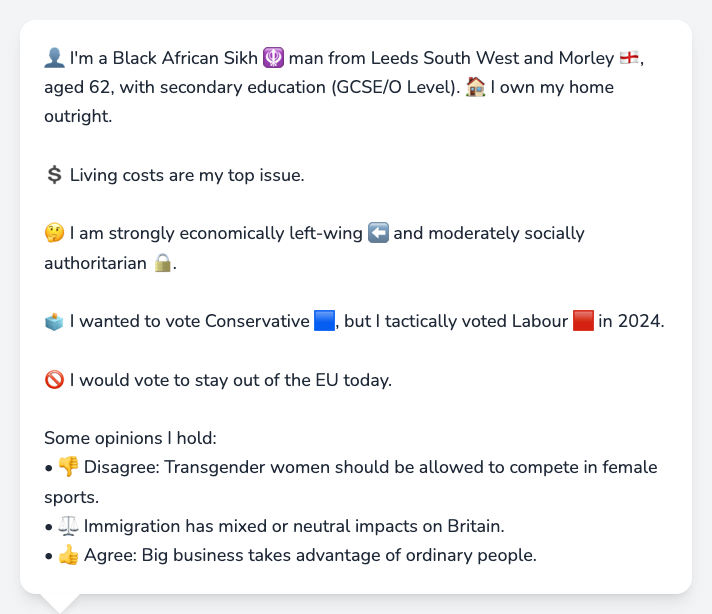 👤 I'm a Black African Sikh 🪯 man from Leeds South West and Morley 🏴󠁧󠁢󠁥󠁮󠁧󠁿,
aged 62, with secondary education (GCSE/O Level). 🏠 I own my home
outright.
💲 Living costs are my top issue.
🤔 I am strongly economically left-wing ⬅️ and moderately socially
authoritarian 🔒.
🗳️ I wanted to vote Conservative 🟦, but I tactically voted Labour 🟥 in 2024.
🚫 I would vote to stay out of the EU today.
Some opinions I hold:
• 👎 Disagree: Transgender women should be allowed to compete in female
sports.
• ⚖️ Immigration has mixed or neutral impacts on Britain.
• 👍 Agree: Big business takes advantage of ordinary people.